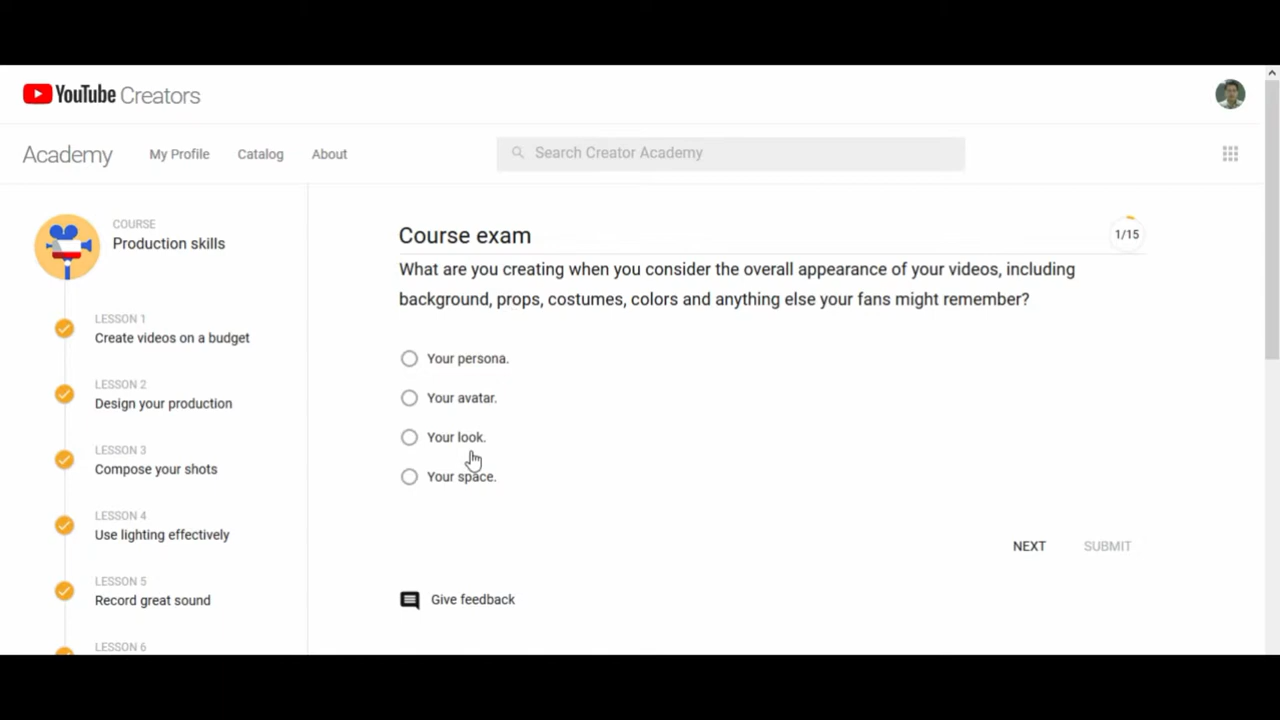 YouTube Creators
Academy My Profile Catalog About Search Creator Academy
COURSE
Production skills
LESSON 1
Create videos on a budget
LESSON 2
Design your production
LESSON 3
Compose your shots
LESSON 4
Use lighting effectively
LESSON 5
Record great sound
LESSON 6
Course exam
1/15
What are you creating when you consider the overall appearance of your videos, including
background, props, costumes, colors and anything else your fans might remember?
Your persona.
Your avatar.
Your look.
Your space.
NEXT SUBMIT
Give feedback